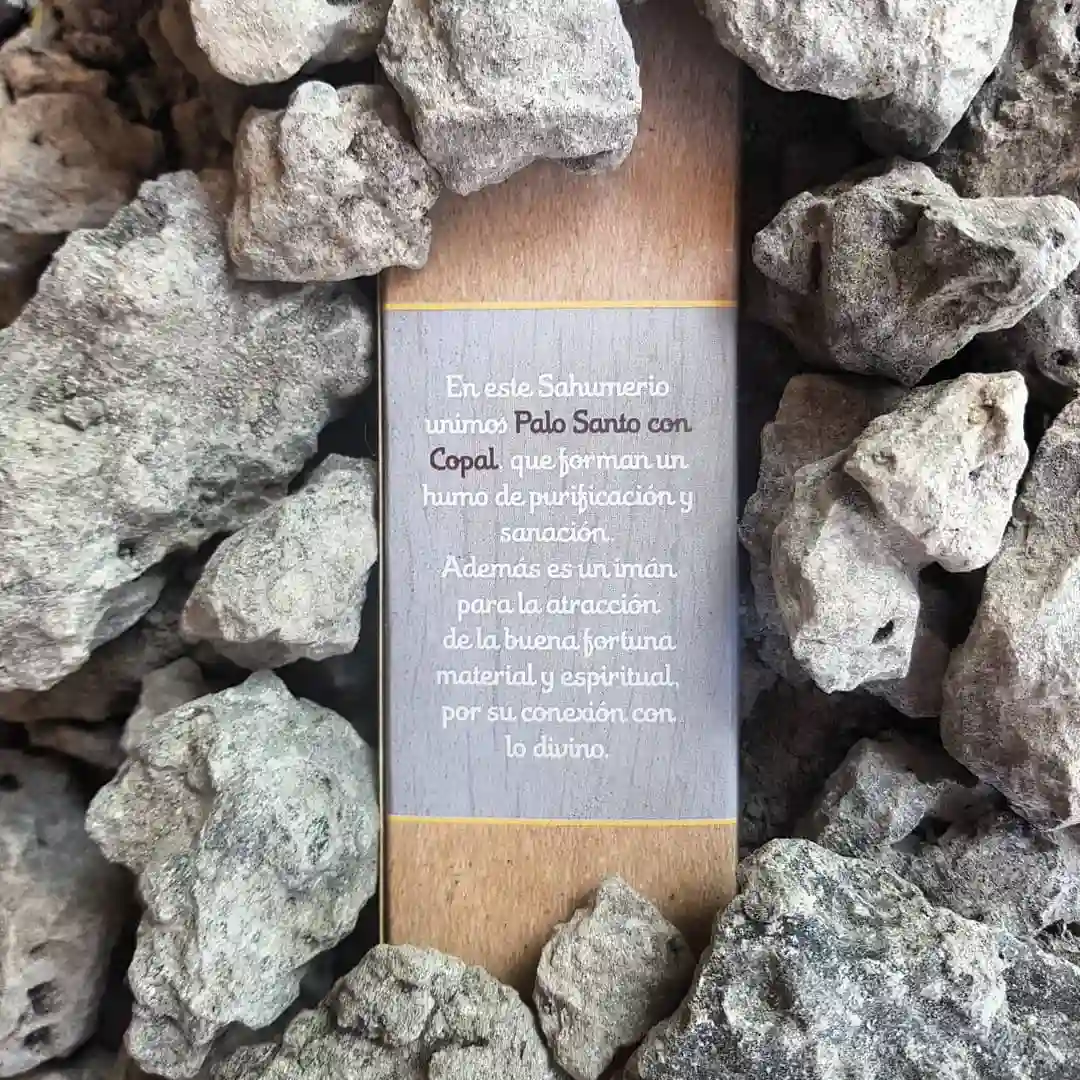 En este Sahumerio
unimos Palo Santo con
Copal, que forman un
humo de purificación y
sanación.
Además es un imán
para la atracción
de la buena fortuna
material y espiritual,
por su conexión con
lo divino.